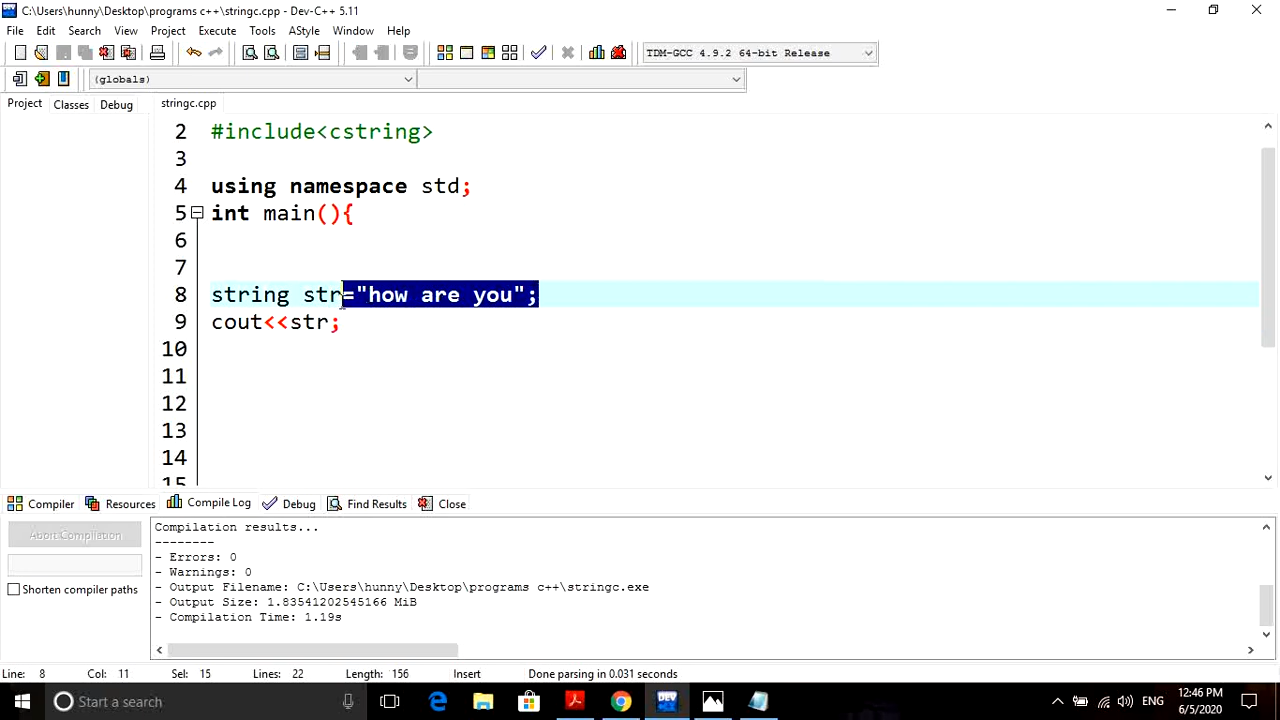 C:\Users\hunny\Desktop\programs c++\stringc.cpp - Dev-C++ 5.11
File Edit Search View Project Execute Tools AStyle Window Help
TDM-GCC 4.9.2 64-bit Release
(globals)
Project Classes Debug stringc.cpp
2 #include<cstring>
3
4 using namespace std;
5 int main(){
6
7
8 string str="how are you";
9 cout<<str;
10
11
12
13
14
15
Compiler Resources Compile Log Debug Find Results Close
Compilation results...
--------
- Errors: 0
- Warnings: 0
- Output Filename: C:\Users\hunny\Desktop\programs c++\stringc.exe
- Output Size: 1.83541202545166 MiB
- Compilation Time: 1.19s
Abort Compilation
Shorten compiler paths
Line: 8 Col: 11 Sel: 15 Lines: 22 Length: 156 Insert Done parsing in 0.031 seconds
Start a search
DEV
ENG
12:46 PM
6/5/2020